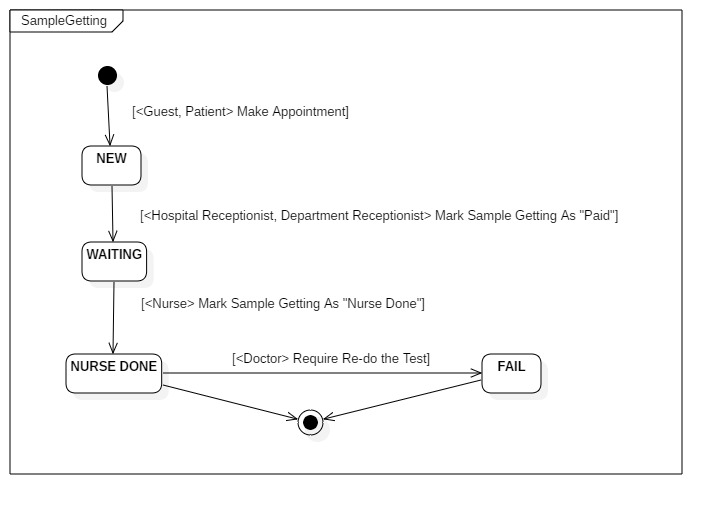 SampleGetting
[<Guest, Patient> Make Appointment]
NEW
[<Hospital Receptionist, Department Receptionist> Mark Sample Getting As "Paid"]
WAITING
[<Nurse> Mark Sample Getting As "Nurse Done"]
[<Doctor> Require Re-do the Test]
NURSE DONE
FAIL